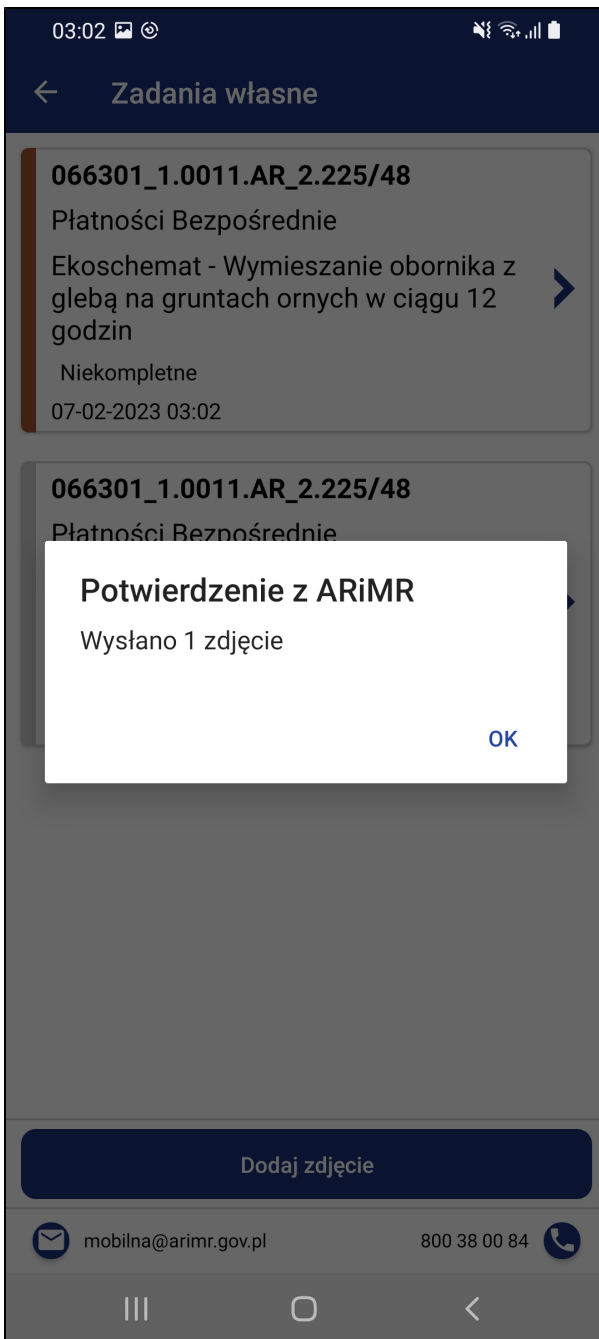 03:02
Zadania własne
066301_1.0011.AR_2.225/48
Płatności Bezpośrednie
Ekoschemat - Wymieszanie obornika z
glebą na gruntach ornych w ciągu 12
godzin
Niekompletne
07-02-2023 03:02
066301_1.0011.AR_2.225/48
Płatności Bezpośrednie
Potwierdzenie z ARiMR
Wysłano 1 zdjęcie
OK
Dodaj zdjęcie
mobilna@arimr.gov.pl 800 38 00 84